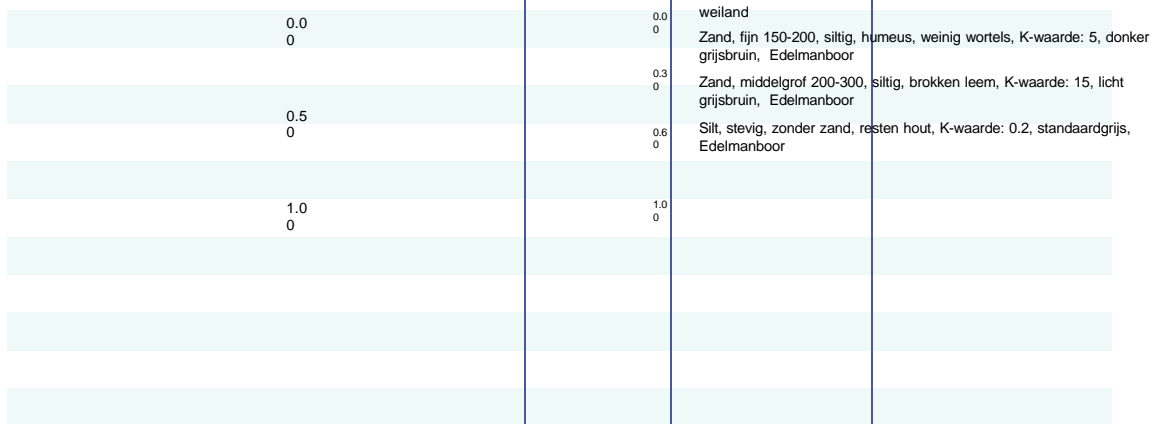 0.0
0
0.5
0
1.0
0
0.0
0
0.3
0
0.6
0
1.0
0
weiland
Zand, fijn 150-200, siltig, humeus, weinig wortels, K-waarde: 5, donker
grijsbruin, Edelmanboor
Zand, middelgrof 200-300, siltig, brokken leem, K-waarde: 15, licht
grijsbruin, Edelmanboor
Silt, stevig, zonder zand, resten hout, K-waarde: 0.2, standaardgrijs,
Edelmanboor